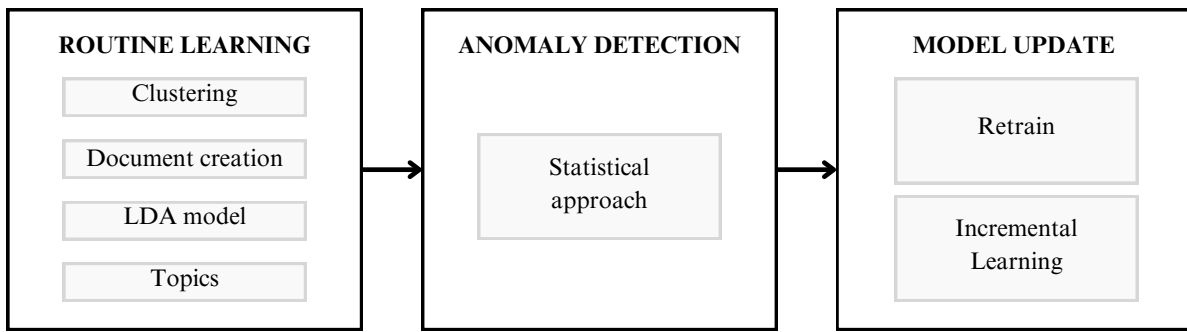 ROUTINE LEARNING
Clustering
Document creation
LDA model
Topics
ANOMALY DETECTION
Statistical
approach
MODEL UPDATE
Retrain
Incremental
Learning